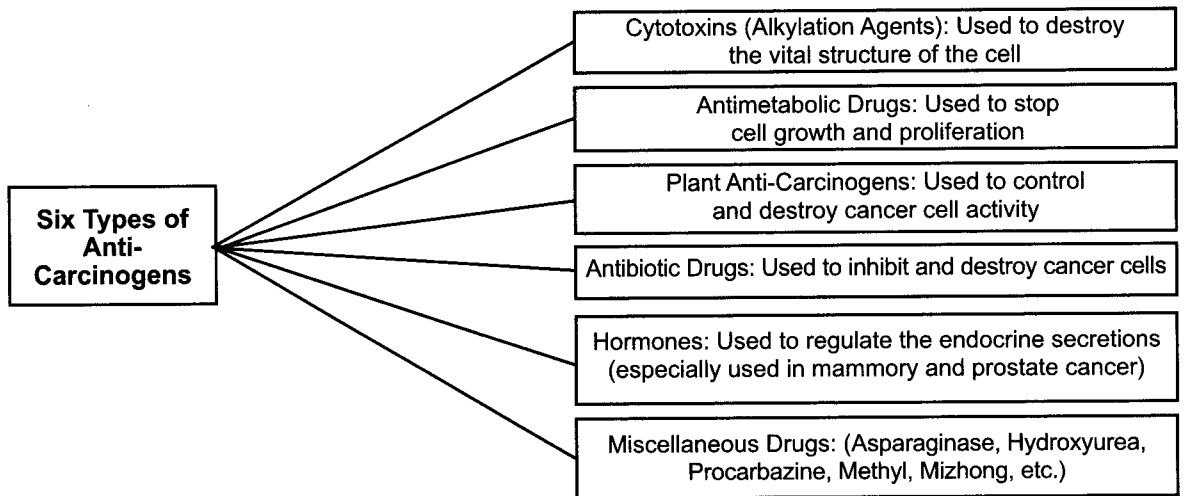 Six Types of
Anti-
Carcinogens
Cytotoxins (Alkylation Agents): Used to destroy
the vital structure of the cell
Antimetabolic Drugs: Used to stop
cell growth and proliferation
Plant Anti-Carcinogens: Used to control
and destroy cancer cell activity
Antibiotic Drugs: Used to inhibit and destroy cancer cells
Hormones: Used to regulate the endocrine secretions
(especially used in mammory and prostate cancer)
Miscellaneous Drugs: (Asparaginase, Hydroxyurea,
Procarbazine, Methyl, Mizhong, etc.)